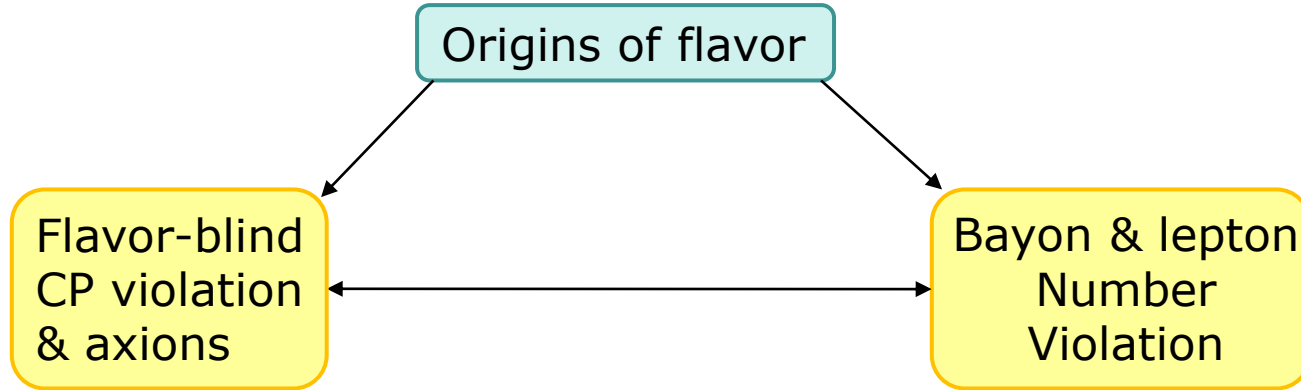 Origins of flavor
Flavor-blind
CP violation
& axions
Bayon & lepton
Number
Violation